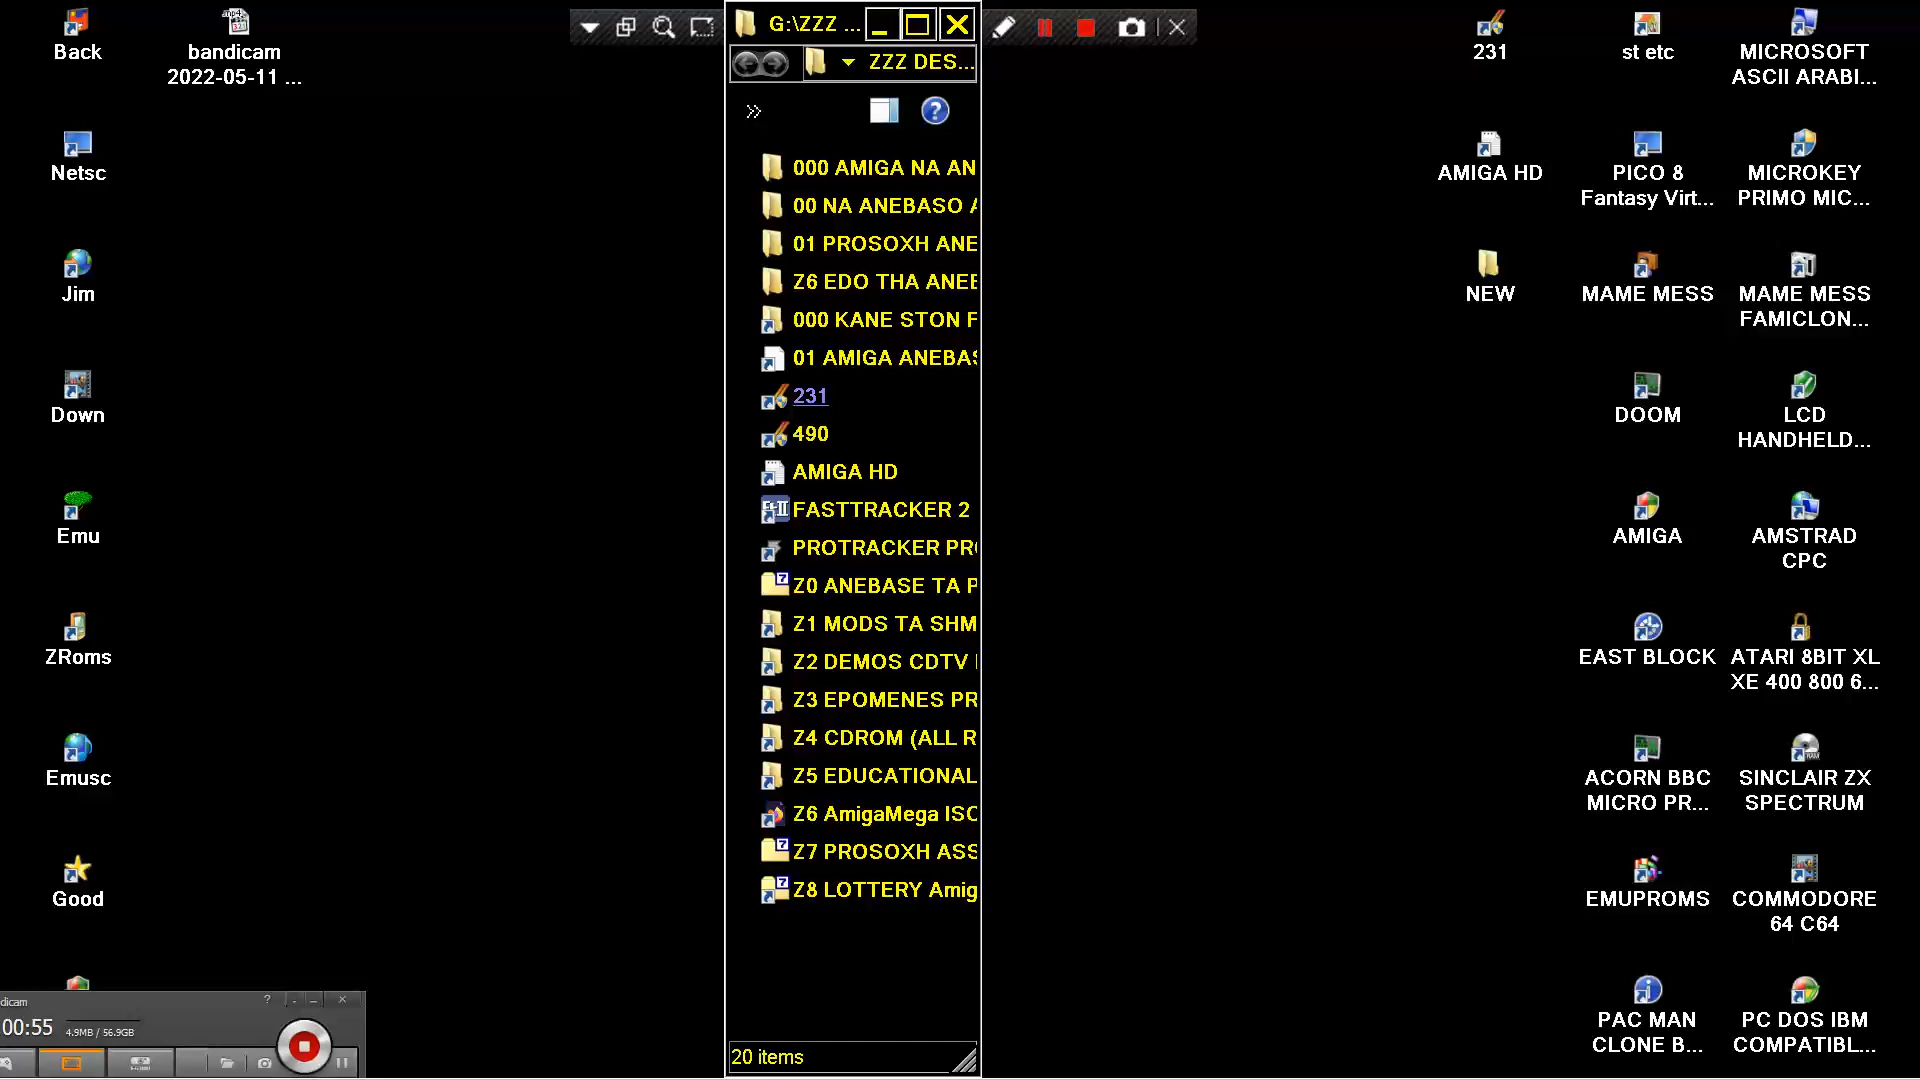 Back
bandicam
2022-05-11 ...
Netsc
Jim
Down
Emu
ZRoms
Emusc
Good
G:\ZZZ ...
ZZZ DES...
000 AMIGA NA AN
00 NA ANEBASO A
01 PROSOXH ANE
Z6 EDO THA ANEB
000 KANE STON F
01 AMIGA ANEBAS
231
490
AMIGA HD
FASTTRACKER 2
PROTRACKER PRO
Z0 ANEBASE TA P
Z1 MODS TA SHM
Z2 DEMOS CDTV
Z3 EPOMENES PR
Z4 CDROM (ALL R
Z5 EDUCATIONAL
Z6 AmigaMega ISO
Z7 PROSOXH ASS
Z8 LOTTERY Amig
20 items
231
st etc
MICROSOFT
ASCII ARABI...
AMIGA HD
PICO 8
Fantasy Virt...
MICROKEY
PRIMO MIC...
NEW
MAME MESS
MAME MESS
FAMICLON...
DOOM
LCD
HANDHELD...
AMIGA
AMSTRAD
CPC
EAST BLOCK
ATARI 8BIT XL
XE 400 800 6...
ACORN BBC
MICRO PR...
SINCLAIR ZX
SPECTRUM
EMUPROMS
COMMODORE
64 C64
PAC MAN
CLONE B...
PC DOS IBM
COMPATIBL...
dicam
00:55
4.9MB / 56.9GB